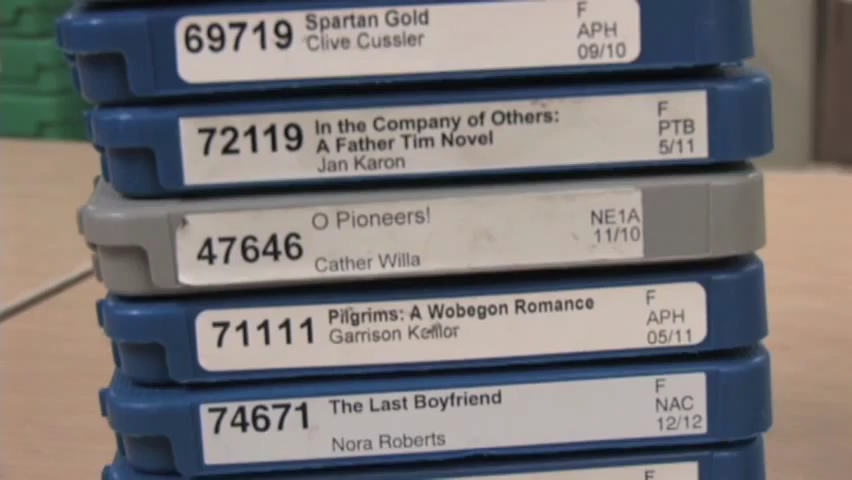 69719
Spartan Gold
Clive Cussler
F
APH
09/10
72119
In the Company of Others:
A Father Tim Novel
Jan Karon
F
PTB
5/11
47646
O Pioneers!
Cather Willa
NE1A
11/10
71111
Pilgrims: A Wobegon Romance
Garrison Keillor
F
APH
05/11
74671
The Last Boyfriend
Nora Roberts
F
NAC
12/12
F